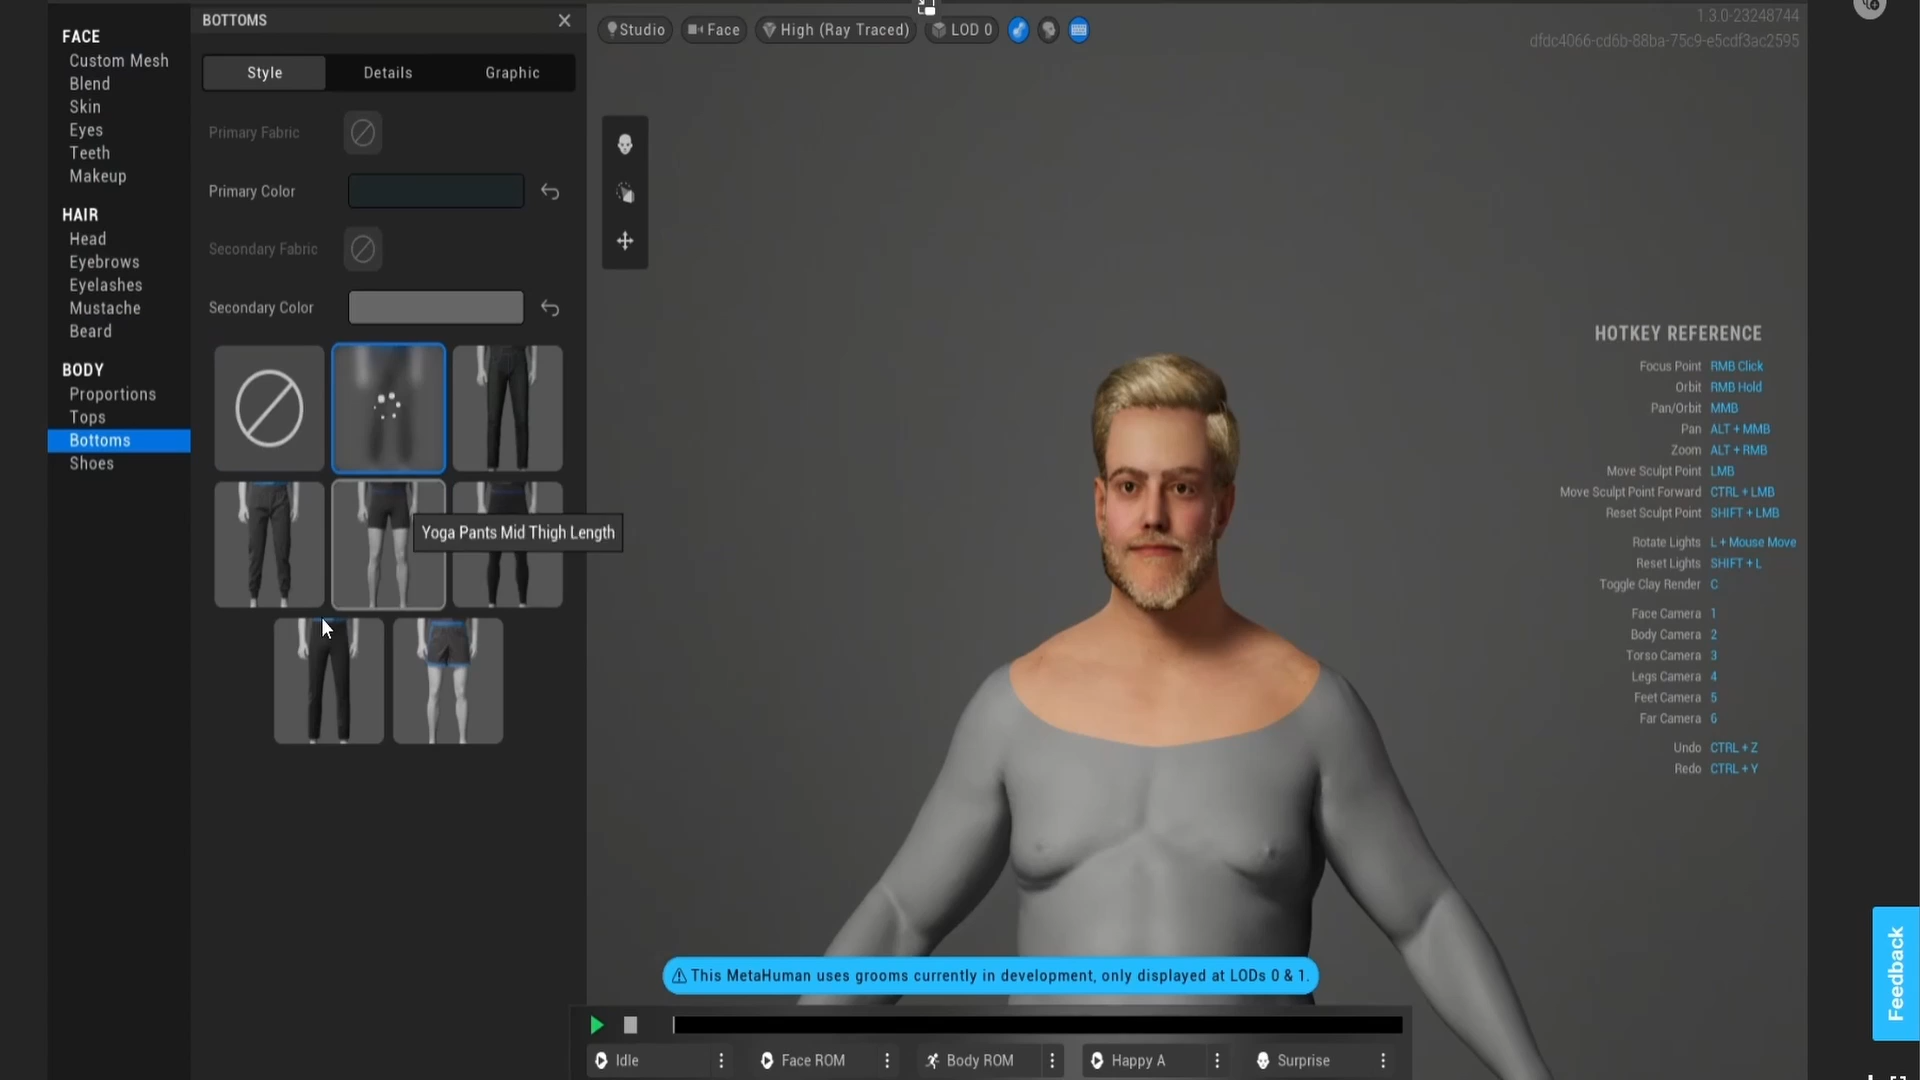 FACE
Custom Mesh
Blend
Skin
Eyes
Teeth
Makeup
HAIR
Head
Eyebrows
Eyelashes
Mustache
Beard
BODY
Proportions
Tops
Bottoms
Shoes
BOTTOMS
Style Details Graphic
Primary Fabric
Primary Color
Secondary Fabric
Secondary Color
Yoga Pants Mid Thigh Length
Studio Face High (Ray Traced) LOD 0
1.3.0-23248744
dfdc4066-cd6b-88ba-75c9-e5cdf3ac2595
HOTKEY REFERENCE
Focus Point RMB Click
Orbit RMB Hold
Pan/Orbit MMB
Pan ALT + MMB
Zoom ALT + RMB
Move Sculpt Point LMB
Move Sculpt Point Forward CTRL + LMB
Reset Sculpt Point SHIFT + LMB
Rotate Lights L + Mouse Move
Reset Lights SHIFT + L
Toggle Clay Render C
Face Camera 1
Body Camera 2
Torso Camera 3
Legs Camera 4
Feet Camera 5
Far Camera 6
Undo CTRL + Z
Redo CTRL + Y
This MetaHuman uses grooms currently in development, only displayed at LODs 0 & 1.
Idle Face ROM Body ROM Happy A Surprise
Feedback